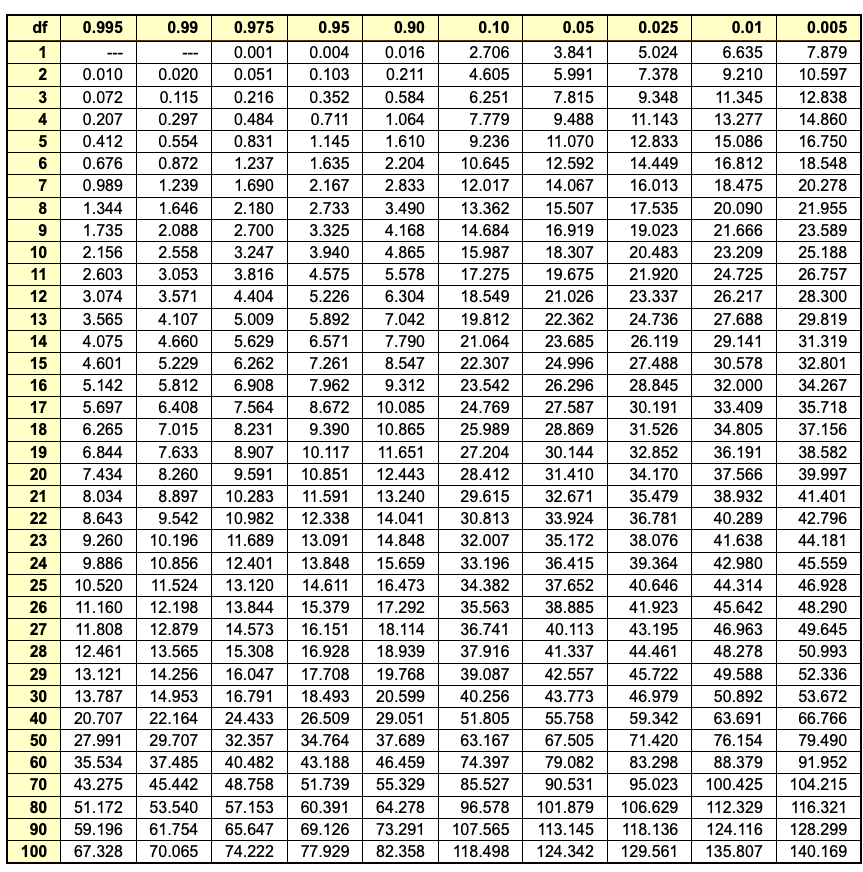 df 0.995 0.99 0.975 0.95 0.90 0.10 0.05 0.025 0.01 0.005
1 --- --- 0.001 0.004 0.016 2.706 3.841 5.024 6.635 7.879
2 0.010 0.020 0.051 0.103 0.211 4.605 5.991 7.378 9.210 10.597
3 0.072 0.115 0.216 0.352 0.584 6.251 7.815 9.348 11.345 12.838
4 0.207 0.297 0.484 0.711 1.064 7.779 9.488 11.143 13.277 14.860
5 0.412 0.554 0.831 1.145 1.610 9.236 11.070 12.833 15.086 16.750
6 0.676 0.872 1.237 1.635 2.204 10.645 12.592 14.449 16.812 18.548
7 0.989 1.239 1.690 2.167 2.833 12.017 14.067 16.013 18.475 20.278
8 1.344 1.646 2.180 2.733 3.490 13.362 15.507 17.535 20.090 21.955
9 1.735 2.088 2.700 3.325 4.168 14.684 16.919 19.023 21.666 23.589
10 2.156 2.558 3.247 3.940 4.865 15.987 18.307 20.483 23.209 25.188
11 2.603 3.053 3.816 4.575 5.578 17.275 19.675 21.920 24.725 26.757
12 3.074 3.571 4.404 5.226 6.304 18.549 21.026 23.337 26.217 28.300
13 3.565 4.107 5.009 5.892 7.042 19.812 22.362 24.736 27.688 29.819
14 4.075 4.660 5.629 6.571 7.790 21.064 23.685 26.119 29.141 31.319
15 4.601 5.229 6.262 7.261 8.547 22.307 24.996 27.488 30.578 32.801
16 5.142 5.812 6.908 7.962 9.312 23.542 26.296 28.845 32.000 34.267
17 5.697 6.408 7.564 8.672 10.085 24.769 27.587 30.191 33.409 35.718
18 6.265 7.015 8.231 9.390 10.865 25.989 28.869 31.526 34.805 37.156
19 6.844 7.633 8.907 10.117 11.651 27.204 30.144 32.852 36.191 38.582
20 7.434 8.260 9.591 10.851 12.443 28.412 31.410 34.170 37.566 39.997
21 8.034 8.897 10.283 11.591 13.240 29.615 32.671 35.479 38.932 41.401
22 8.643 9.542 10.982 12.338 14.041 30.813 33.924 36.781 40.289 42.796
23 9.260 10.196 11.689 13.091 14.848 32.007 35.172 38.076 41.638 44.181
24 9.886 10.856 12.401 13.848 15.659 33.196 36.415 39.364 42.980 45.559
25 10.520 11.524 13.120 14.611 16.473 34.382 37.652 40.646 44.314 46.928
26 11.160 12.198 13.844 15.379 17.292 35.563 38.885 41.923 45.642 48.290
27 11.808 12.879 14.573 16.151 18.114 36.741 40.113 43.195 46.963 49.645
28 12.461 13.565 15.308 16.928 18.939 37.916 41.337 44.461 48.278 50.993
29 13.121 14.256 16.047 17.708 19.768 39.087 42.557 45.722 49.588 52.336
30 13.787 14.953 16.791 18.493 20.599 40.256 43.773 46.979 50.892 53.672
40 20.707 22.164 24.433 26.509 29.051 51.805 55.758 59.342 63.691 66.766
50 27.991 29.707 32.357 34.764 37.689 63.167 67.505 71.420 76.154 79.490
60 35.534 37.485 40.482 43.188 46.459 74.397 79.082 83.298 88.379 91.952
70 43.275 45.442 48.758 51.739 55.329 85.527 90.531 95.023 100.425 104.215
80 51.172 53.540 57.153 60.391 64.278 96.578 101.879 106.629 112.329 116.321
90 59.196 61.754 65.647 69.126 73.291 107.565 113.145 118.136 124.116 128.299
100 67.328 70.065 74.222 77.929 82.358 118.498 124.342 129.561 135.807 140.169